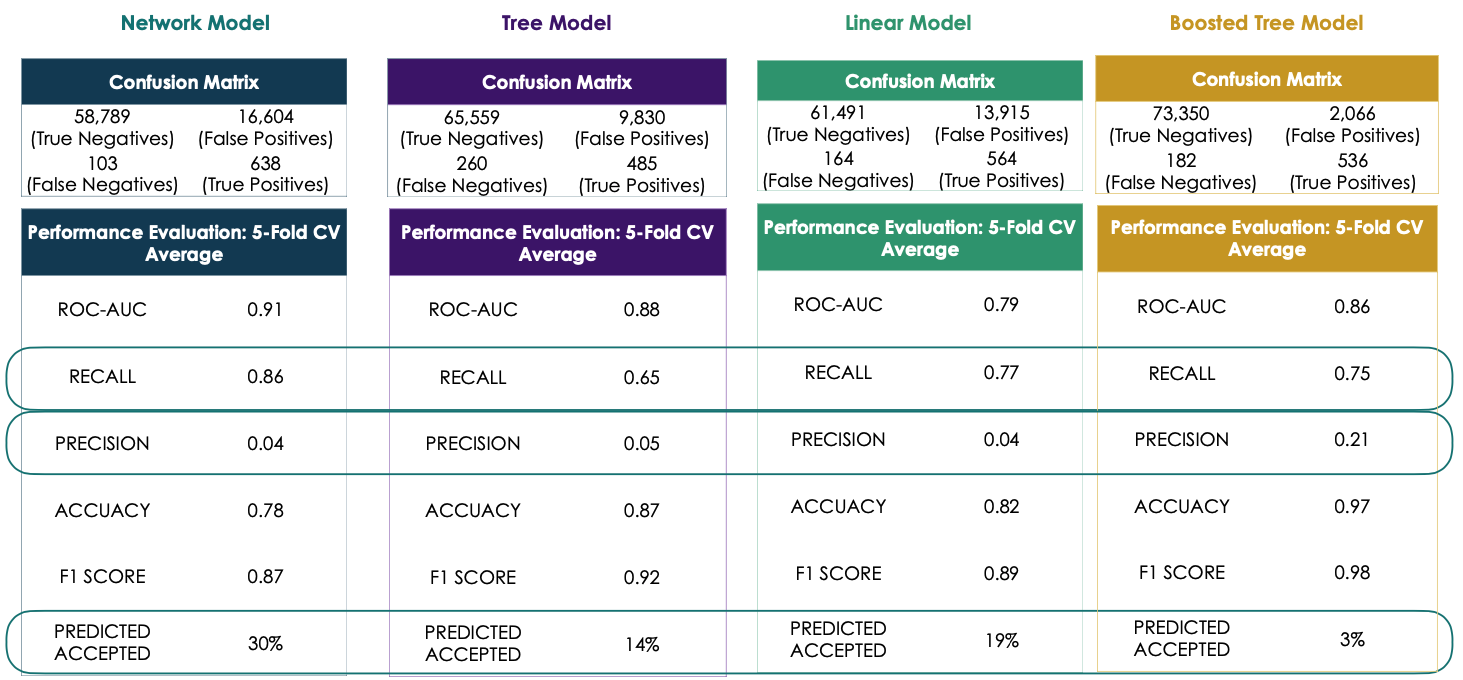 Network Model
Confusion Matrix
58,789 16,604
(True Negatives) (False Positives)
103 638
(False Negatives) (True Positives)
Performance Evaluation: 5-Fold CV
Average
ROC-AUC 0.91
RECALL 0.86
PRECISION 0.04
ACCUACY 0.78
F1 SCORE 0.87
PREDICTED
ACCEPTED 30%
Tree Model
Confusion Matrix
65,559 9,830
(True Negatives) (False Positives)
260 485
(False Negatives) (True Positives)
Performance Evaluation: 5-Fold CV
Average
ROC-AUC 0.88
RECALL 0.65
PRECISION 0.05
ACCUACY 0.87
F1 SCORE 0.92
PREDICTED
ACCEPTED 14%
Linear Model
Confusion Matrix
61,491 13,915
(True Negatives) (False Positives)
164 564
(False Negatives) (True Positives)
Performance Evaluation: 5-Fold CV
Average
ROC-AUC 0.79
RECALL 0.77
PRECISION 0.04
ACCUACY 0.82
F1 SCORE 0.89
PREDICTED
ACCEPTED 19%
Boosted Tree Model
Confusion Matrix
73,350 2,066
(True Negatives) (False Positives)
182 536
(False Negatives) (True Positives)
Performance Evaluation: 5-Fold CV
Average
ROC-AUC 0.86
RECALL 0.75
PRECISION 0.21
ACCUACY 0.97
F1 SCORE 0.98
PREDICTED
ACCEPTED 3%